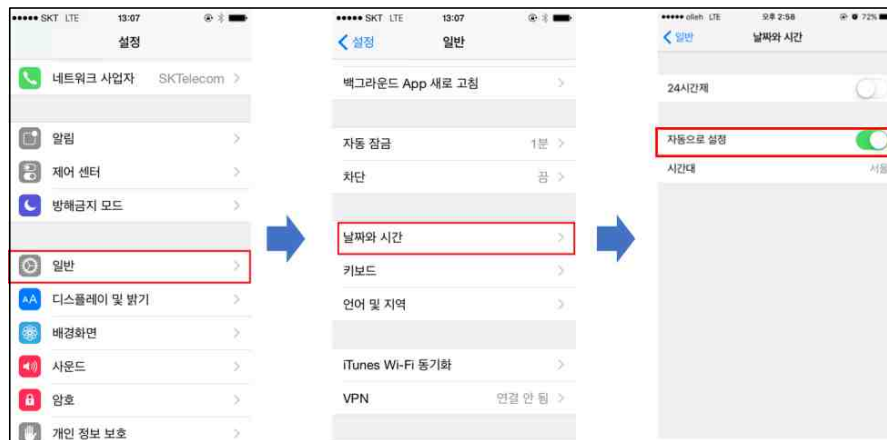 SKT LTE 13:07
설정
네트워크 사업자 SKTelecom
알림
제어 센터
방해금지 모드
일반
AA 디스플레이 및 밝기
배경화면
사운드
암호
개인 정보 보호
SKT LTE 13:07
설정 일반
백그라운드 App 새로 고침
자동 잠금 1분
차단 끔
날짜와 시간
키보드
언어 및 지역
iTunes Wi-Fi 동기화
VPN 연결 안 됨
olleh LTE 오후 2:58 72%
일반 날짜와 시간
24시간제
자동으로 설정
시간대 서울